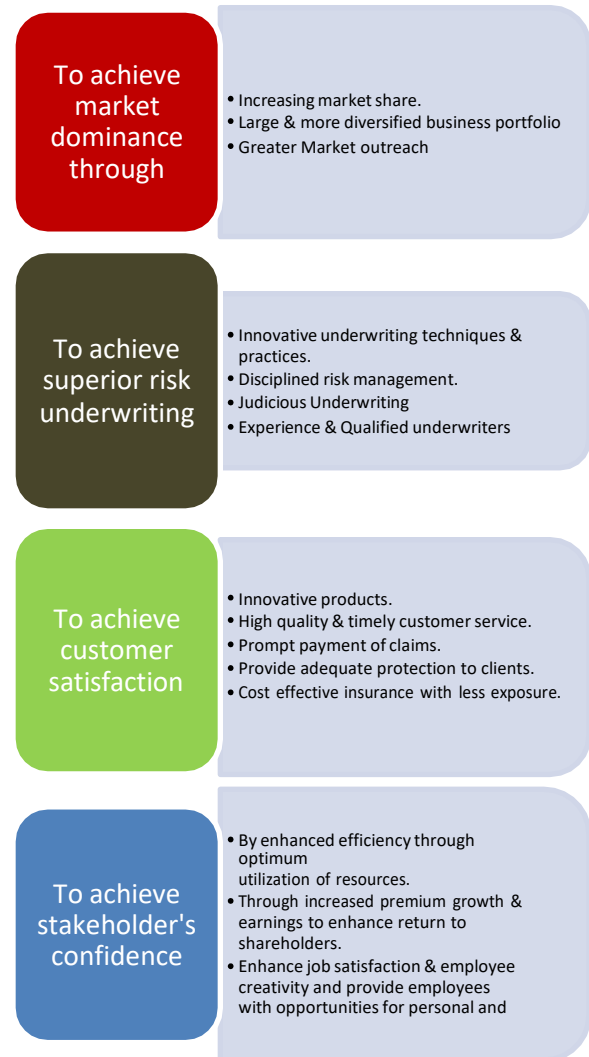 To achieve
market
dominance
through
• Increasing market share.
• Large & more diversified business portfolio
• Greater Market outreach
To achieve
superior risk
underwriting
• Innovative underwriting techniques &
practices.
• Disciplined risk management.
• Judicious Underwriting
• Experience & Qualified underwriters
To achieve
customer
satisfaction
• Innovative products.
• High quality & timely customer service.
• Prompt payment of claims.
• Provide adequate protection to clients.
• Cost effective insurance with less exposure.
To achieve
stakeholder's
confidence
• By enhanced efficiency through
optimum
utilization of resources.
• Through increased premium growth &
earnings to enhance return to
shareholders.
• Enhance job satisfaction & employee
creativity and provide employees
with opportunities for personal and